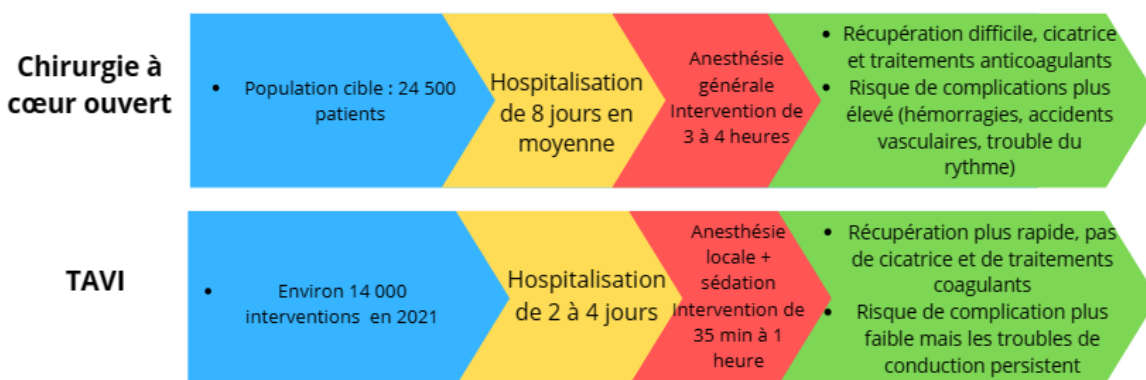 Chirurgie à
cœur ouvert
• Population cible : 24 500
patients
Hospitalisation
de 8 jours en
moyenne
Anesthésie
générale
Intervention de
3 à 4 heures
• Récupération difficile, cicatrice
et traitements anticoagulants
• Risque de complications plus
élevé (hémorragies, accidents
vasculaires, trouble du
rythme)
TAVI
• Environ 14 000
interventions en 2021
Hospitalisation
de 2 à 4 jours
Anesthésie
locale +
sédation
Intervention de
35 min à 1
heure
• Récupération plus rapide, pas
de cicatrice et de traitements
coagulants
• Risque de complication plus
faible mais les troubles de
conduction persistent